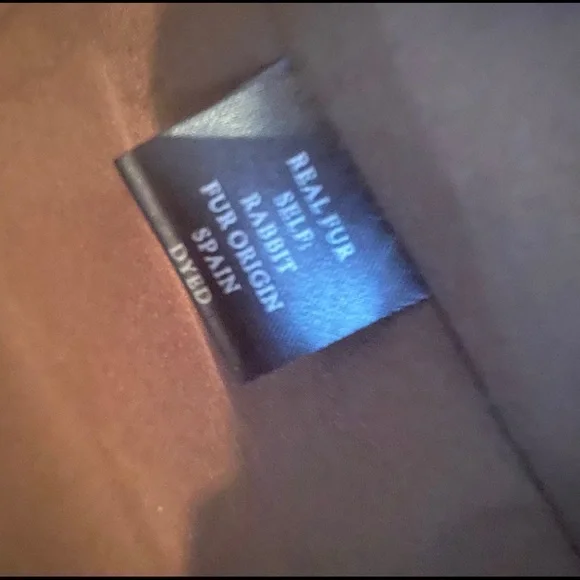 REAL FUR
SELF:
RABBIT
FUR ORIGIN
SPAIN
DYED